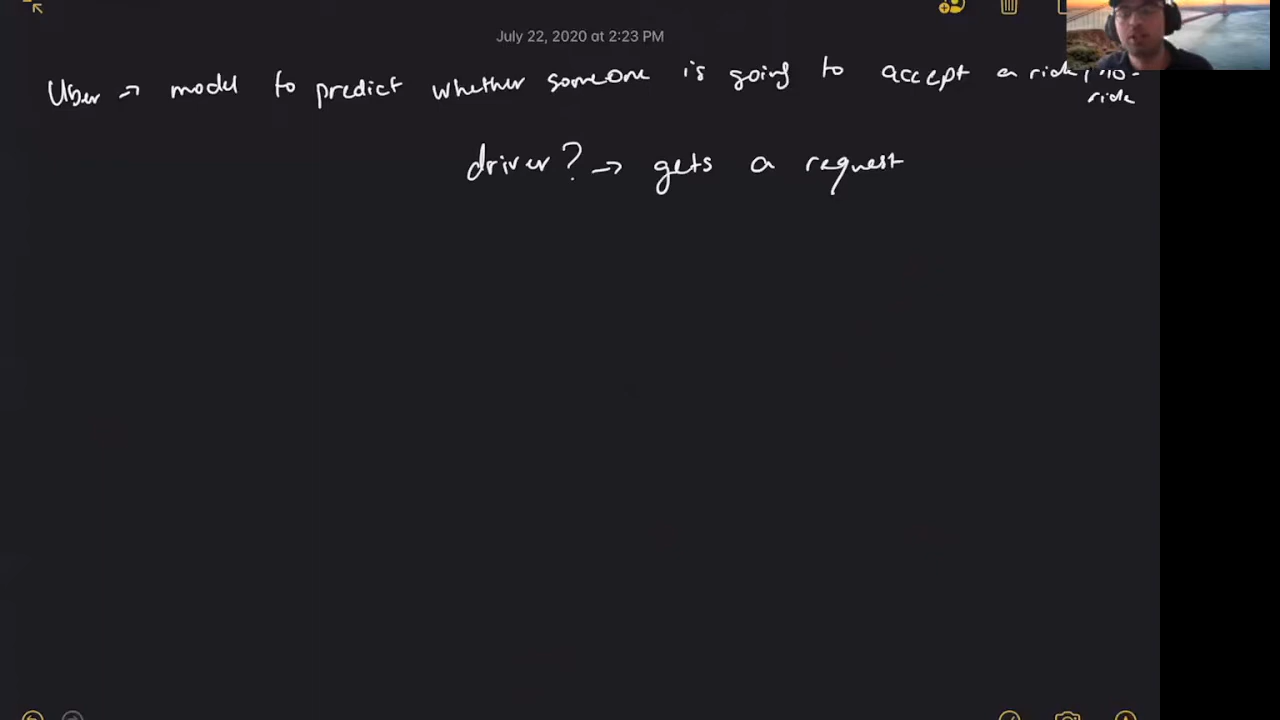 July 22, 2020 at 2:23 PM
Uber → model to predict whether someone is going to accept a ride / no-
ride
driver? → gets a request